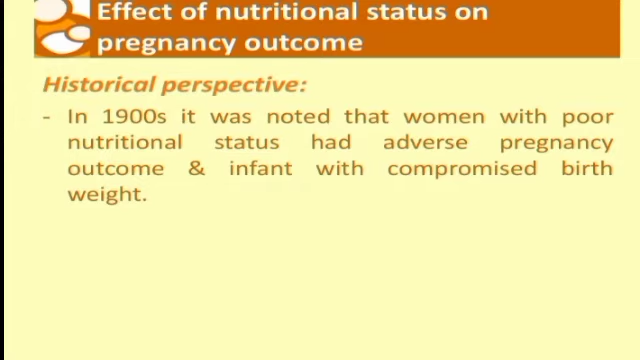 Effect of nutritional status on
pregnancy outcome
Historical perspective:
- In 1900s it was noted that women with poor
nutritional status had adverse pregnancy
outcome & infant with compromised birth
weight.